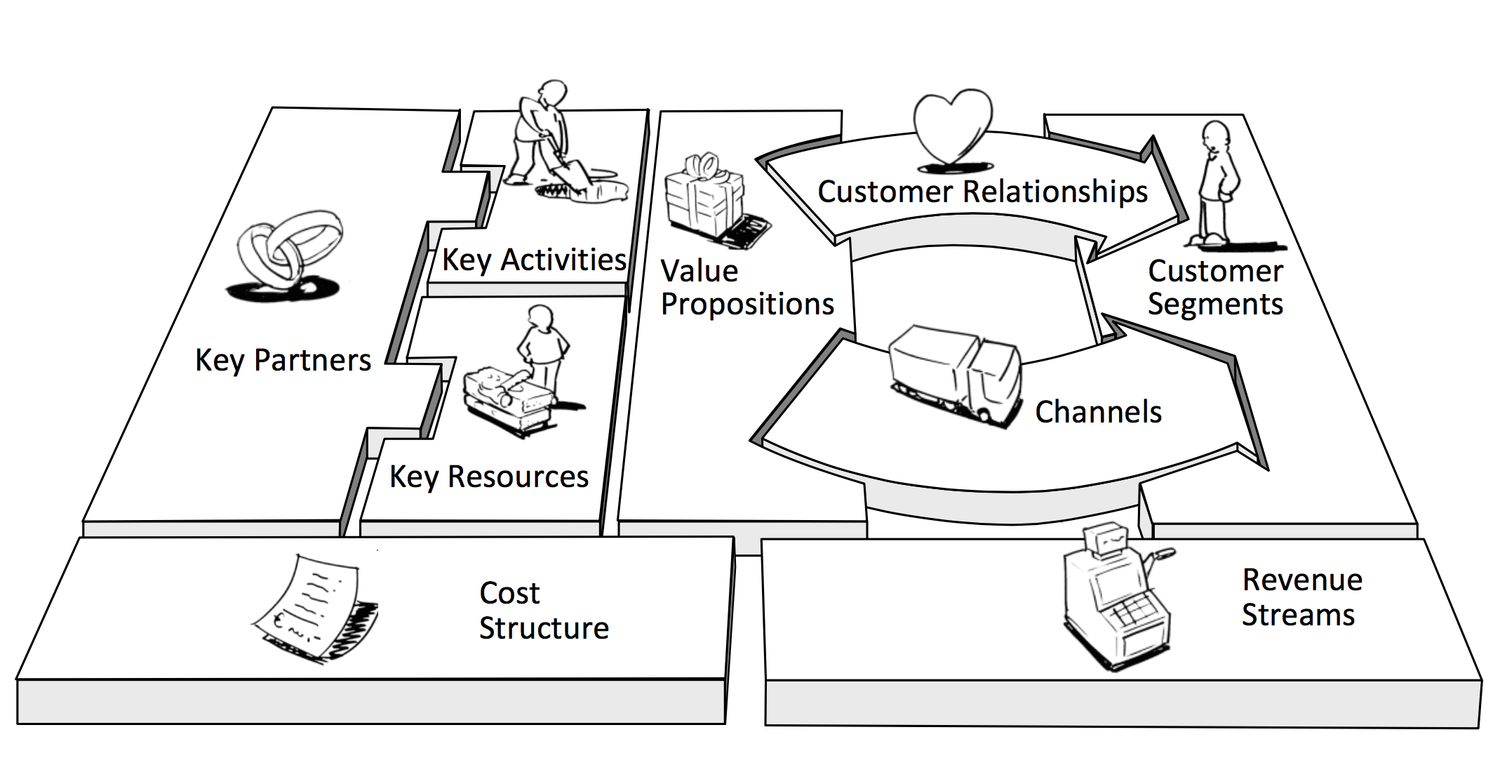 Key Partners
Key Activities
Key Resources
Value
Propositions
Customer Relationships
Channels
Customer
Segments
Cost
Structure
Revenue
Streams